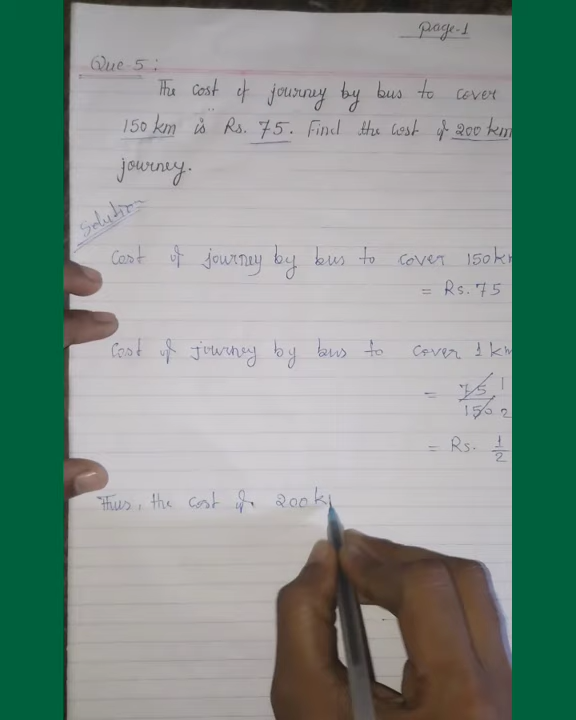 Page-1
Que-5:
The cost of journey by bus to cover
150 km is Rs. 75. Find the cost of 200 km
journey.
Solution
Cost of journey by bus to cover 150 km
= Rs. 75
Cost of journey by bus to cover 1 km
= 75 1
150 2
= Rs. 1/2
Thus, the cost of 200 k